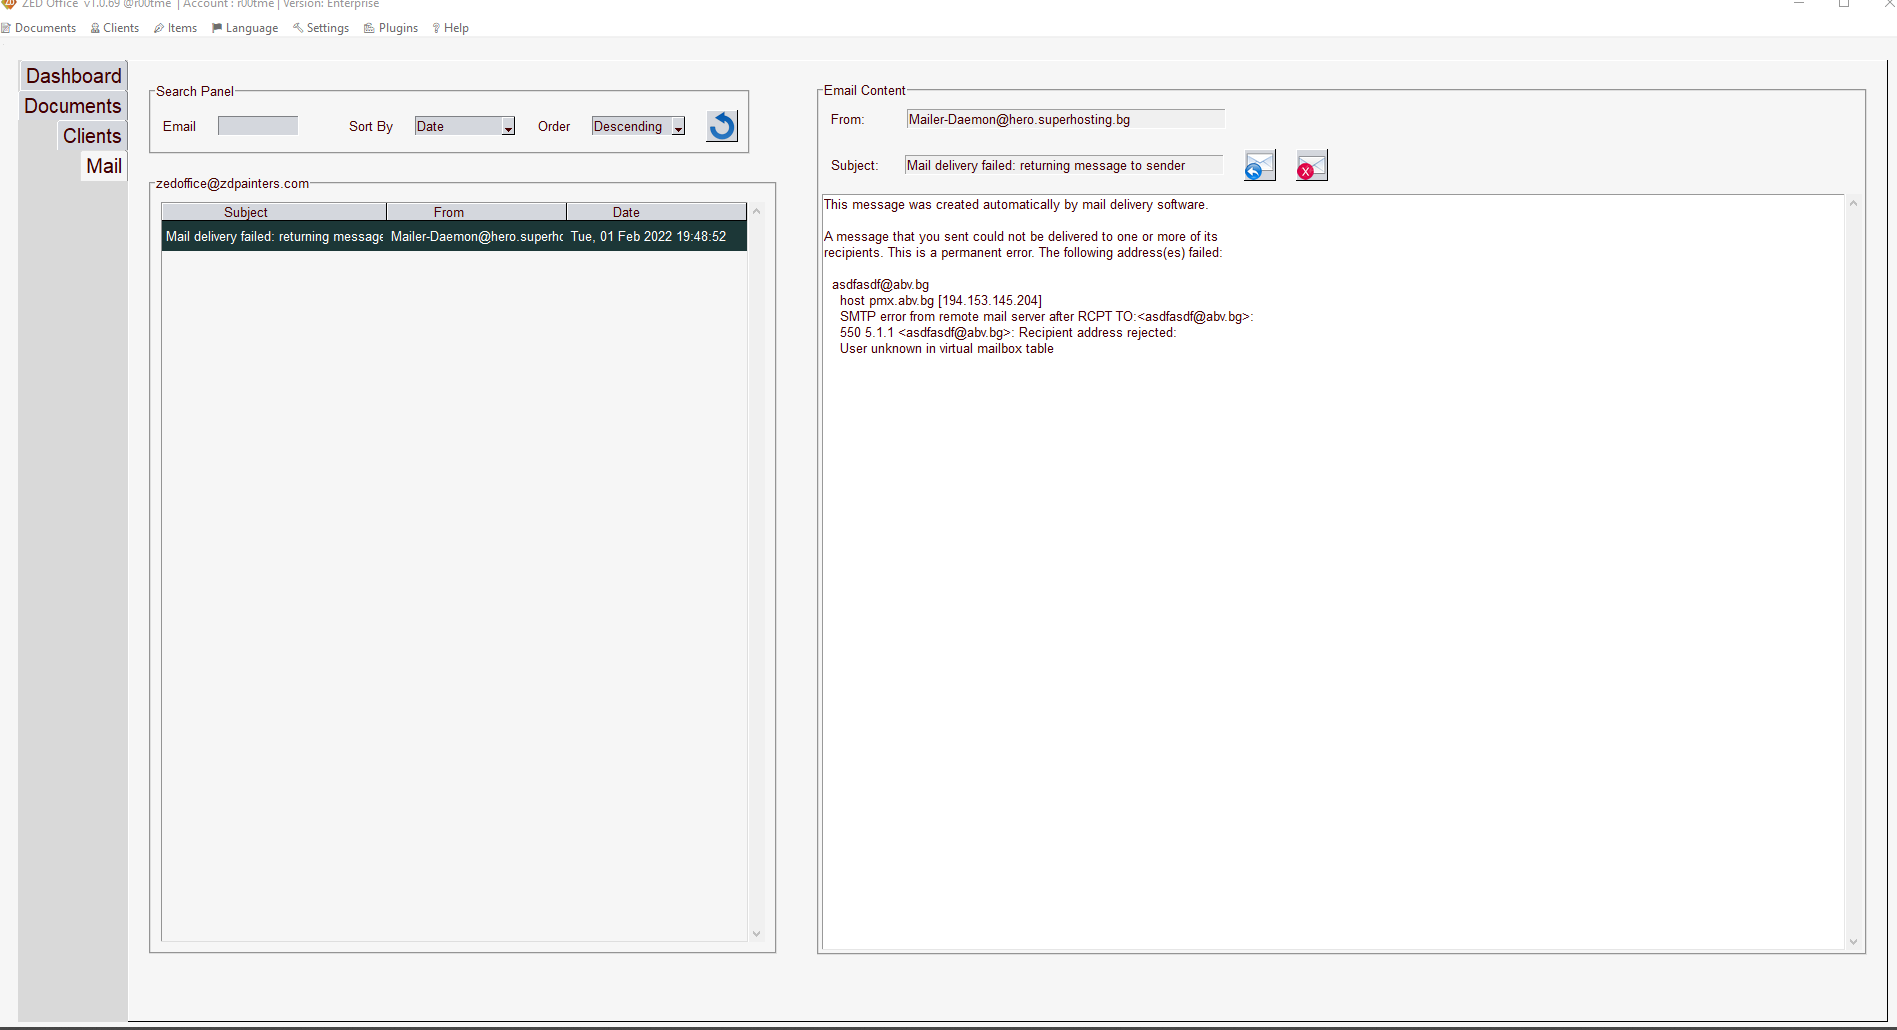 ZED Office v1.0.69 @r00tme | Account : r00tme | Version: Enterprise
Documents Clients Items Language Settings Plugins Help
Dashboard
Documents
Clients
Mail
Search Panel
Email Sort By Date Order Descending
zedoffice@zdpainters.com
Subject From Date
Mail delivery failed: returning message Mailer-Daemon@hero.superho Tue, 01 Feb 2022 19:48:52
Email Content
From: Mailer-Daemon@hero.superhosting.bg
Subject: Mail delivery failed: returning message to sender
This message was created automatically by mail delivery software.
A message that you sent could not be delivered to one or more of its
recipients. This is a permanent error. The following address(es) failed:
asdfasdf@abv.bg
host pmx.abv.bg [194.153.145.204]
SMTP error from remote mail server after RCPT TO:<asdfasdf@abv.bg>:
550 5.1.1 <asdfasdf@abv.bg>: Recipient address rejected:
User unknown in virtual mailbox table